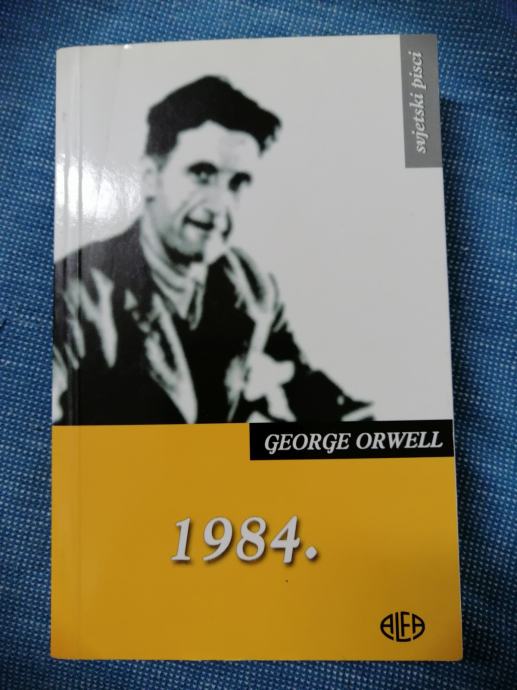 svjetski pisci
GEORGE ORWELL
1984.
ALFA